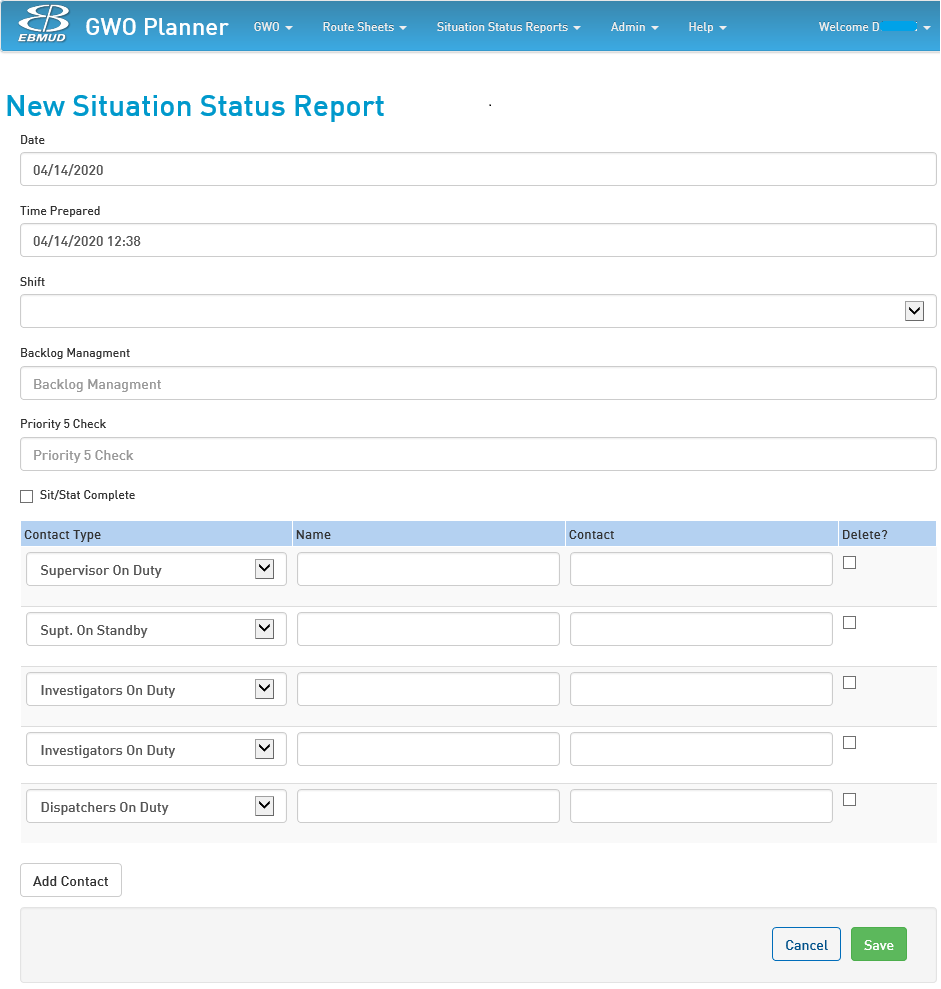 EBMUD
GWO Planner GWO Route Sheets Situation Status Reports Admin Help Welcome D
New Situation Status Report
Date
04/14/2020
Time Prepared
04/14/2020 12:38
Shift
Backlog Managment
Backlog Managment
Priority 5 Check
Priority 5 Check
Sit/Stat Complete
Contact Type Name Contact Delete?
Supervisor On Duty
Supt. On Standby
Investigators On Duty
Investigators On Duty
Dispatchers On Duty
Add Contact
Cancel Save